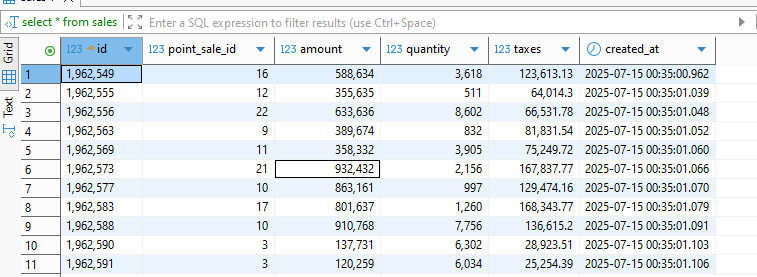 select * from sales Enter a SQL expression to filter results (use Ctrl+Space)
Grid
Text
123 id 123 point_sale_id 123 amount 123 quantity 123 taxes created_at
1 1,962,549 16 588,634 3,618 123,613.13 2025-07-15 00:35:00.962
2 1,962,555 12 355,635 511 64,014.3 2025-07-15 00:35:01.039
3 1,962,556 22 633,636 8,602 66,531.78 2025-07-15 00:35:01.048
4 1,962,563 9 389,674 832 81,831.54 2025-07-15 00:35:01.052
5 1,962,569 11 358,332 3,905 75,249.72 2025-07-15 00:35:01.060
6 1,962,573 21 932,432 2,156 167,837.77 2025-07-15 00:35:01.066
7 1,962,577 10 863,161 997 129,474.16 2025-07-15 00:35:01.070
8 1,962,583 17 801,637 1,260 168,343.77 2025-07-15 00:35:01.079
9 1,962,588 10 910,768 7,756 136,615.2 2025-07-15 00:35:01.091
10 1,962,590 3 137,731 6,302 28,923.51 2025-07-15 00:35:01.103
11 1,962,591 3 120,259 6,034 25,254.39 2025-07-15 00:35:01.106